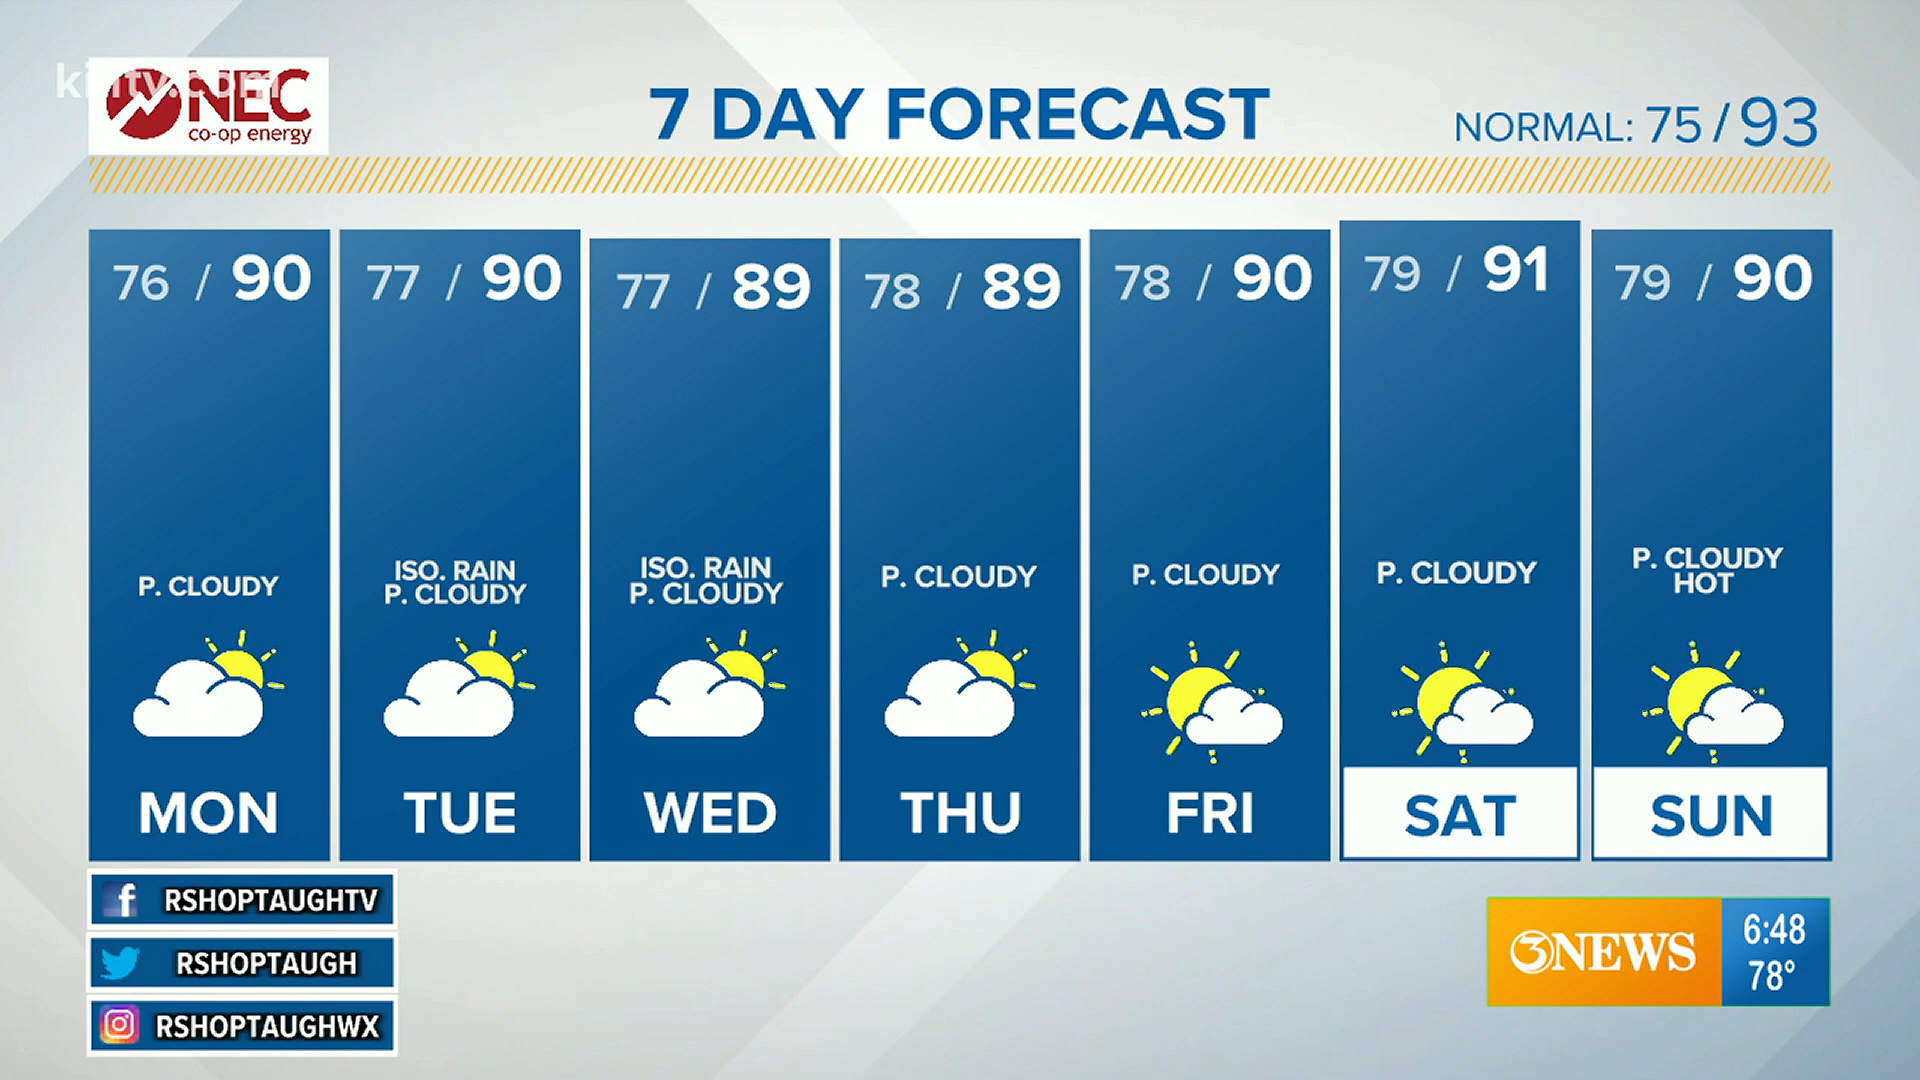 NEC
co-op energy
7 DAY FORECAST
NORMAL: 75 / 93
76 / 90
P. CLOUDY
MON
77 / 90
ISO. RAIN
P. CLOUDY
TUE
77 / 89
ISO. RAIN
P. CLOUDY
WED
78 / 89
P. CLOUDY
THU
78 / 90
P. CLOUDY
FRI
79 / 91
P. CLOUDY
SAT
79 / 90
P. CLOUDY
HOT
SUN
f RSHOPTAUGHTV
RSHOPTAUGH
RSHOPTAUGHWX
3NEWS
6:48
78°